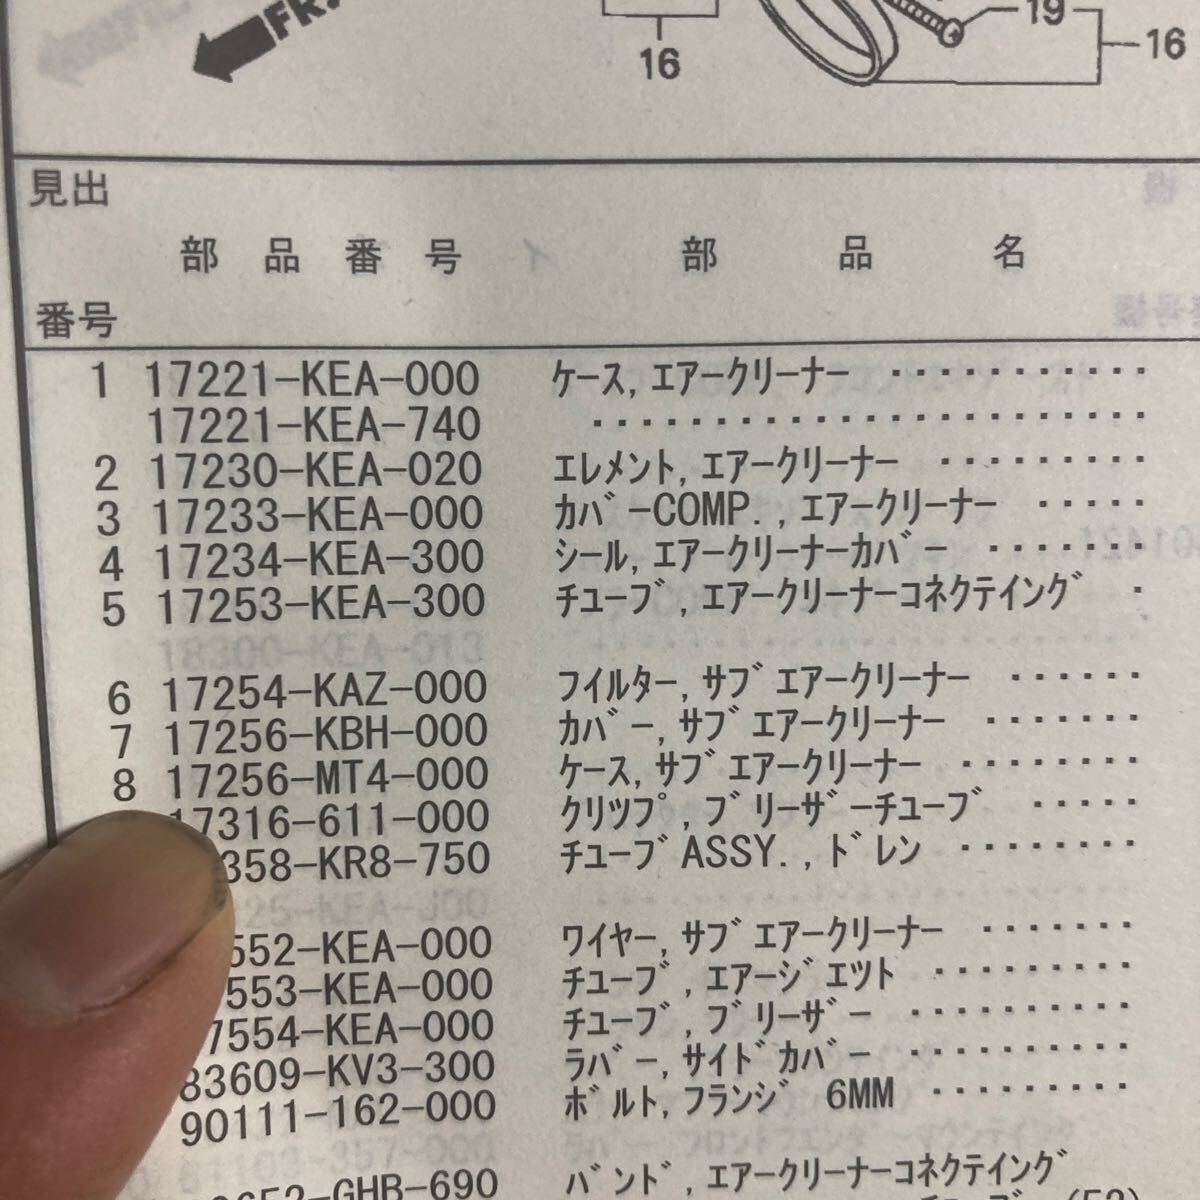 FR.
19
16
16
見出
部品番号 部品名
番号
1 17221-KEA-000 ケース,エアークリーナー ···········
17221-KEA-740 ·······················
2 17230-KEA-020 エレメント,エアークリーナー ·········
3 17233-KEA-000 カバーCOMP.,エアークリーナー ·····
4 17234-KEA-300 シール,エアークリーナーカバー ·······
5 17253-KEA-300 チューブ,エアークリーナーコネクテイング ·
6 17254-KAZ-000 フイルター,サブエアークリーナー ······
7 17256-KBH-000 カバー,サブエアークリーナー ·······
8 17256-MT4-000 ケース,サブエアークリーナー ········
17316-611-000 クリツプ,ブリーザーチューブ ·····
358-KR8-750 チューブASSY.,ドレン ········
552-KEA-000 ワイヤー,サブエアークリーナー ·······
553-KEA-000 チューブ,エアージエツト ·········
7554-KEA-000 チューブ,ブリーザー ··········
83609-KV3-300 ラバー,サイドカバー ··········
90111-162-000 ボルト,フランジ 6MM ·········
GHB-690 バンド,エアークリーナーコネクテイング